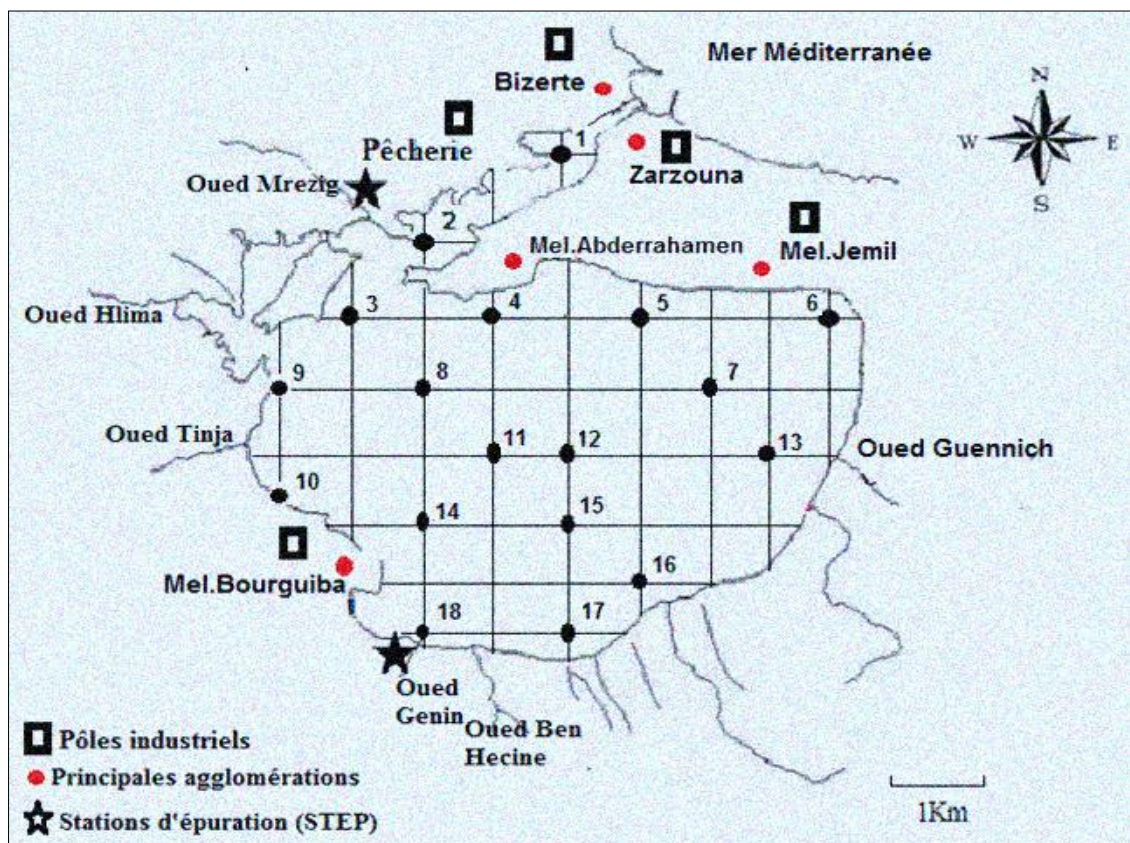 Mer Méditerranée
Bizerte
N
Pêcherie
1
W
E
Zarzouna
Oued Mrezig
S
2
Mel.Abderrahamen
Mel.Jemil
Oued Hlima
3
4
5
6
9
8
7
Oued Tinja
11
12
13
Oued Guennich
10
14
15
16
Mel.Bourguiba
18
17
Oued
Genin
Oued Ben
Hecine
Pôles industriels
Principales agglomérations
Stations d'épuration (STEP)
1Km